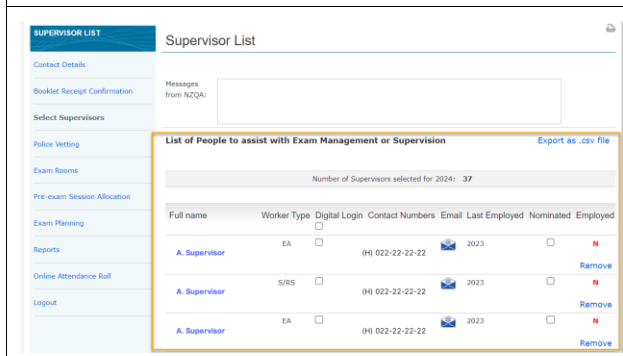 SUPERVISOR LIST
Contact Details
Booklet Receipt Confirmation
Select Supervisors
Police Vetting
Exam Rooms
Pre-exam Session Allocation
Exam Planning
Reports
Online Attendance Roll
Logout
Supervisor List
Messages
from NZQA:
List of People to assist with Exam Management or Supervision Export as .csv file
Number of Supervisors selected for 2024: 37
Full name Worker Type Digital Login Contact Numbers Email Last Employed Nominated Employed
EA 2023 N
A. Supervisor (H) 022-22-22-22
Remove
S/RS 2023 N
A. Supervisor (H) 022-22-22-22
Remove
EA 2023 N
A. Supervisor (H) 022-22-22-22
Remove